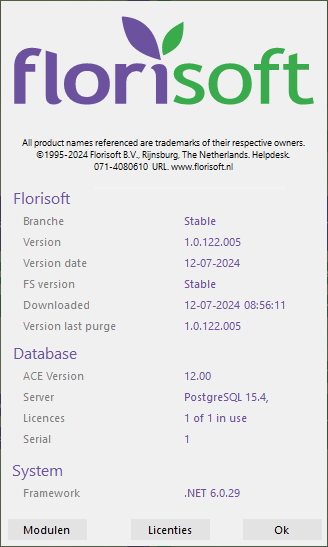 florisoft
All product names referenced are trademarks of their respective owners.
©1995-2024 Florisoft B.V., Rijnsburg, The Netherlands. Helpdesk.
071-4080610 URL. www.florisoft.nl
Florisoft
Branche Stable
Version 1.0.122.005
Version date 12-07-2024
FS version Stable
Downloaded 12-07-2024 08:56:11
Version last purge 1.0.122.005
Database
ACE Version 12.00
Server PostgreSQL 15.4,
Licences 1 of 1 in use
Serial 1
System
Framework .NET 6.0.29
Modulen Licenties Ok